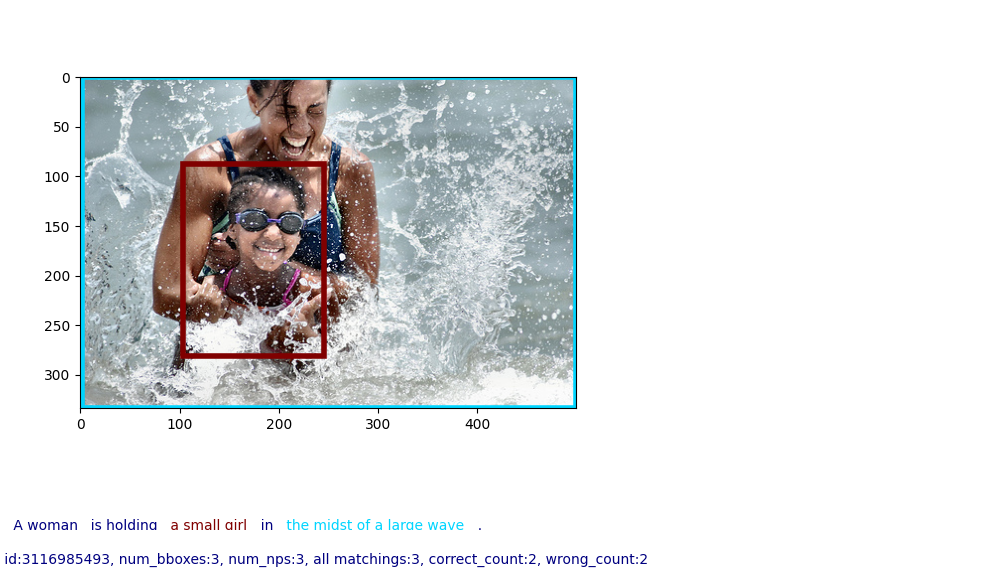 0
50
100
150
200
250
300
0 100 200 300 400
A woman is holding a small girl in the midst of a large wave .
id:3116985493, num_bboxes:3, num_nps:3, all matchings:3, correct_count:2, wrong_count:2